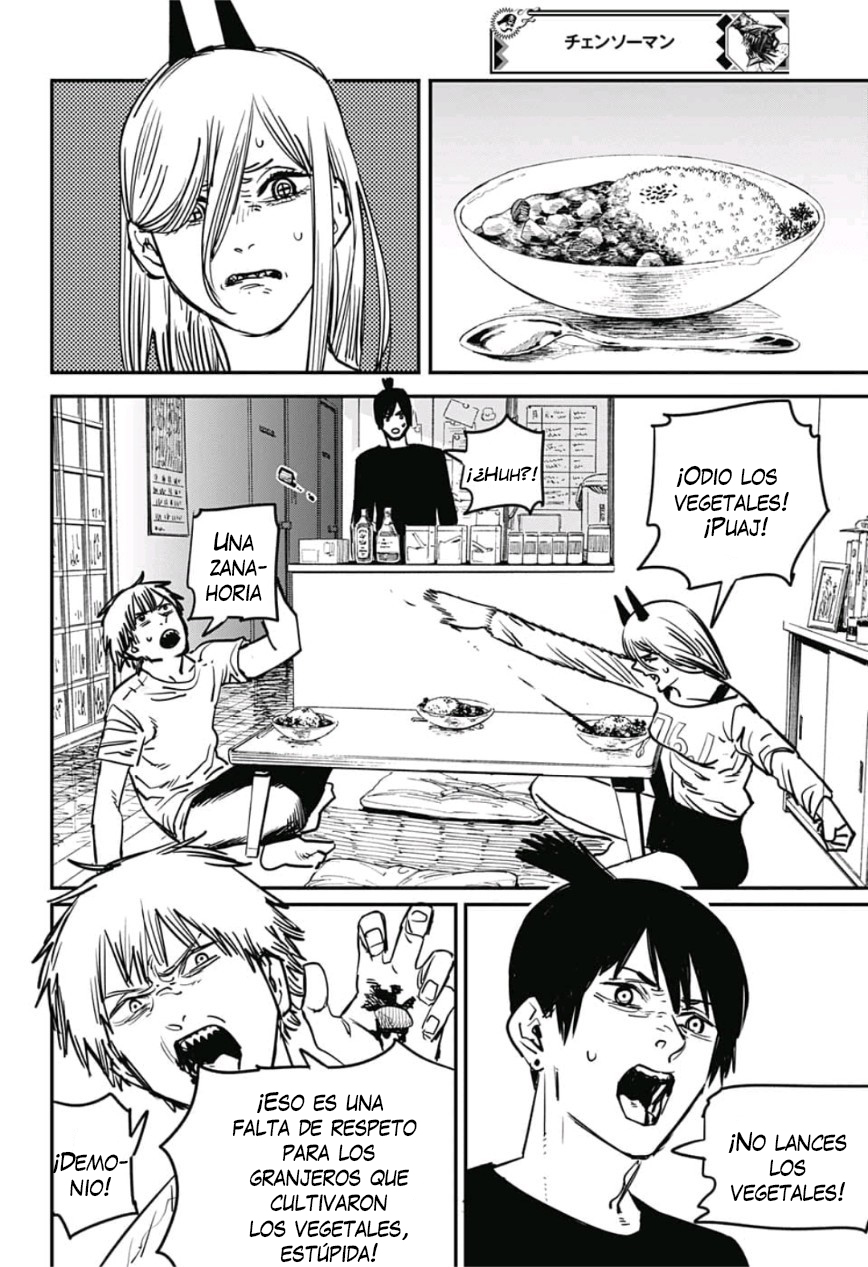 チェンソーマン
¡ODIO LOS
VEGETALES!
¡PUAJ!
¡¿HUH?!
UNA
ZANA-
HORIA
761
¡NO LANCES
LOS
VEGETALES!
¡ESO ES UNA
FALTA DE RESPETO
PARA LOS
GRANJEROS QUE
CULTIVARON
LOS VEGETALES,
ESTÚPIDA!
¡DEMO-
NIO!